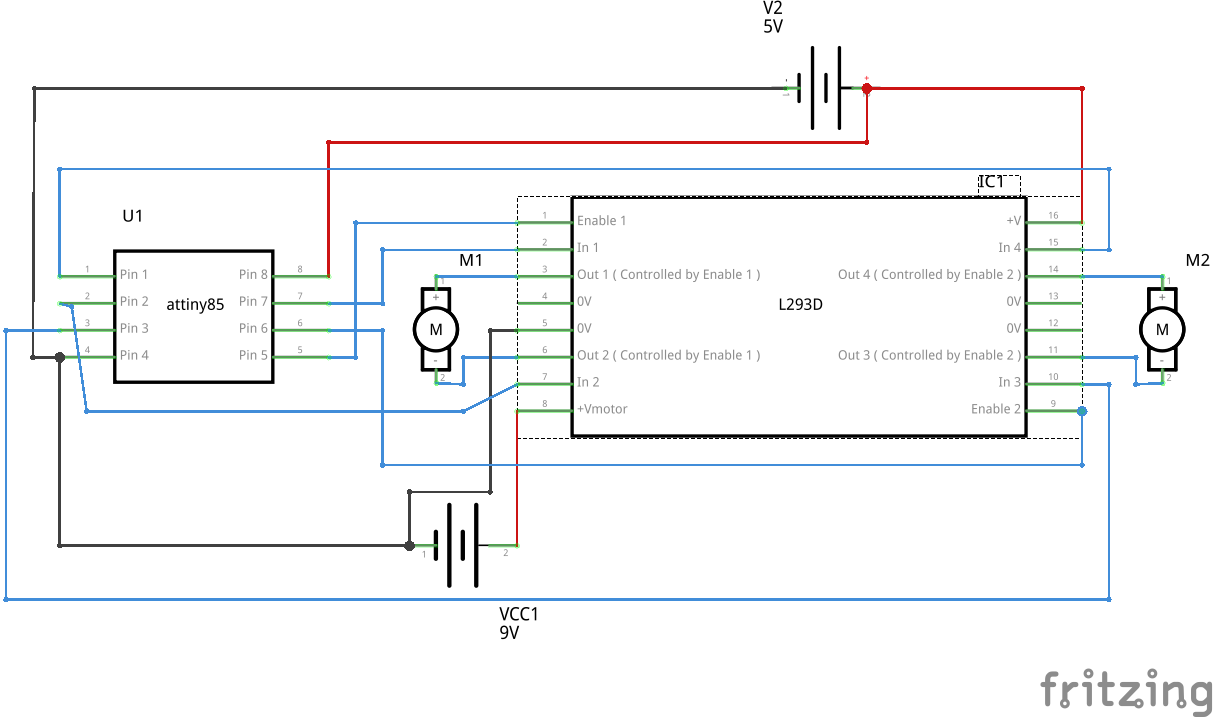 V2
5V
- 1
+
IC1
U1
M1
M2
1 Pin 1
2 Pin 2
3 Pin 3
4 Pin 4
attiny85
Pin 8 8
Pin 7 7
Pin 6 6
Pin 5 5
1
+
M
-
2
1 Enable 1
2 In 1
3 Out 1 ( Controlled by Enable 1 )
4 0V
5 0V
6 Out 2 ( Controlled by Enable 1 )
7 In 2
8 +Vmotor
L293D
+V 16
In 4 15
Out 4 ( Controlled by Enable 2 ) 14
0V 13
0V 12
Out 3 ( Controlled by Enable 2 ) 11
In 3 10
Enable 2 9
1
+
M
-
2
1 2
VCC1
9V
fritzing